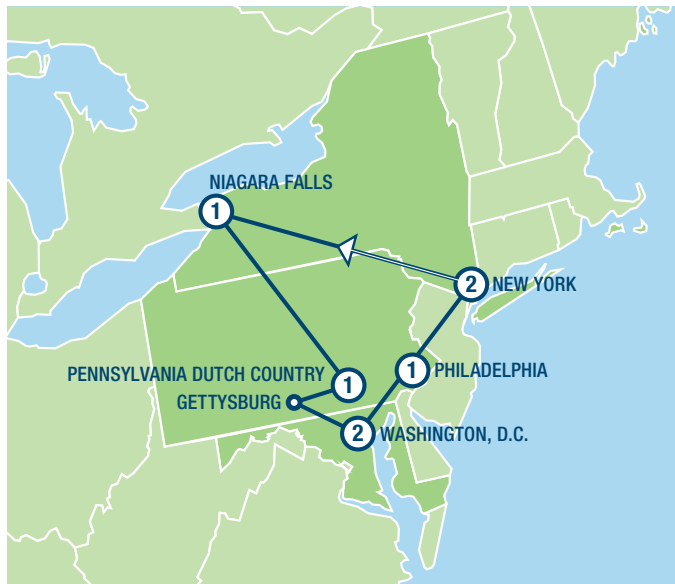 NIAGARA FALLS
1
2 NEW YORK
PENNSYLVANIA DUTCH COUNTRY 1
1 PHILADELPHIA
GETTYSBURG
2 WASHINGTON, D.C.